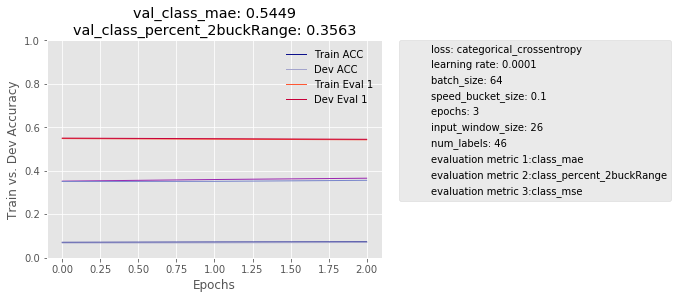 val_class_mae: 0.5449
val_class_percent_2buckRange: 0.3563
Train vs. Dev Accuracy
1.0
0.8
0.6
0.4
0.2
0.0
Train ACC
Dev ACC
Train Eval 1
Dev Eval 1
0.00 0.25 0.50 0.75 1.00 1.25 1.50 1.75 2.00
Epochs
loss: categorical_crossentropy
learning rate: 0.0001
batch_size: 64
speed_bucket_size: 0.1
epochs: 3
input_window_size: 26
num_labels: 46
evaluation metric 1:class_mae
evaluation metric 2:class_percent_2buckRange
evaluation metric 3:class_mse